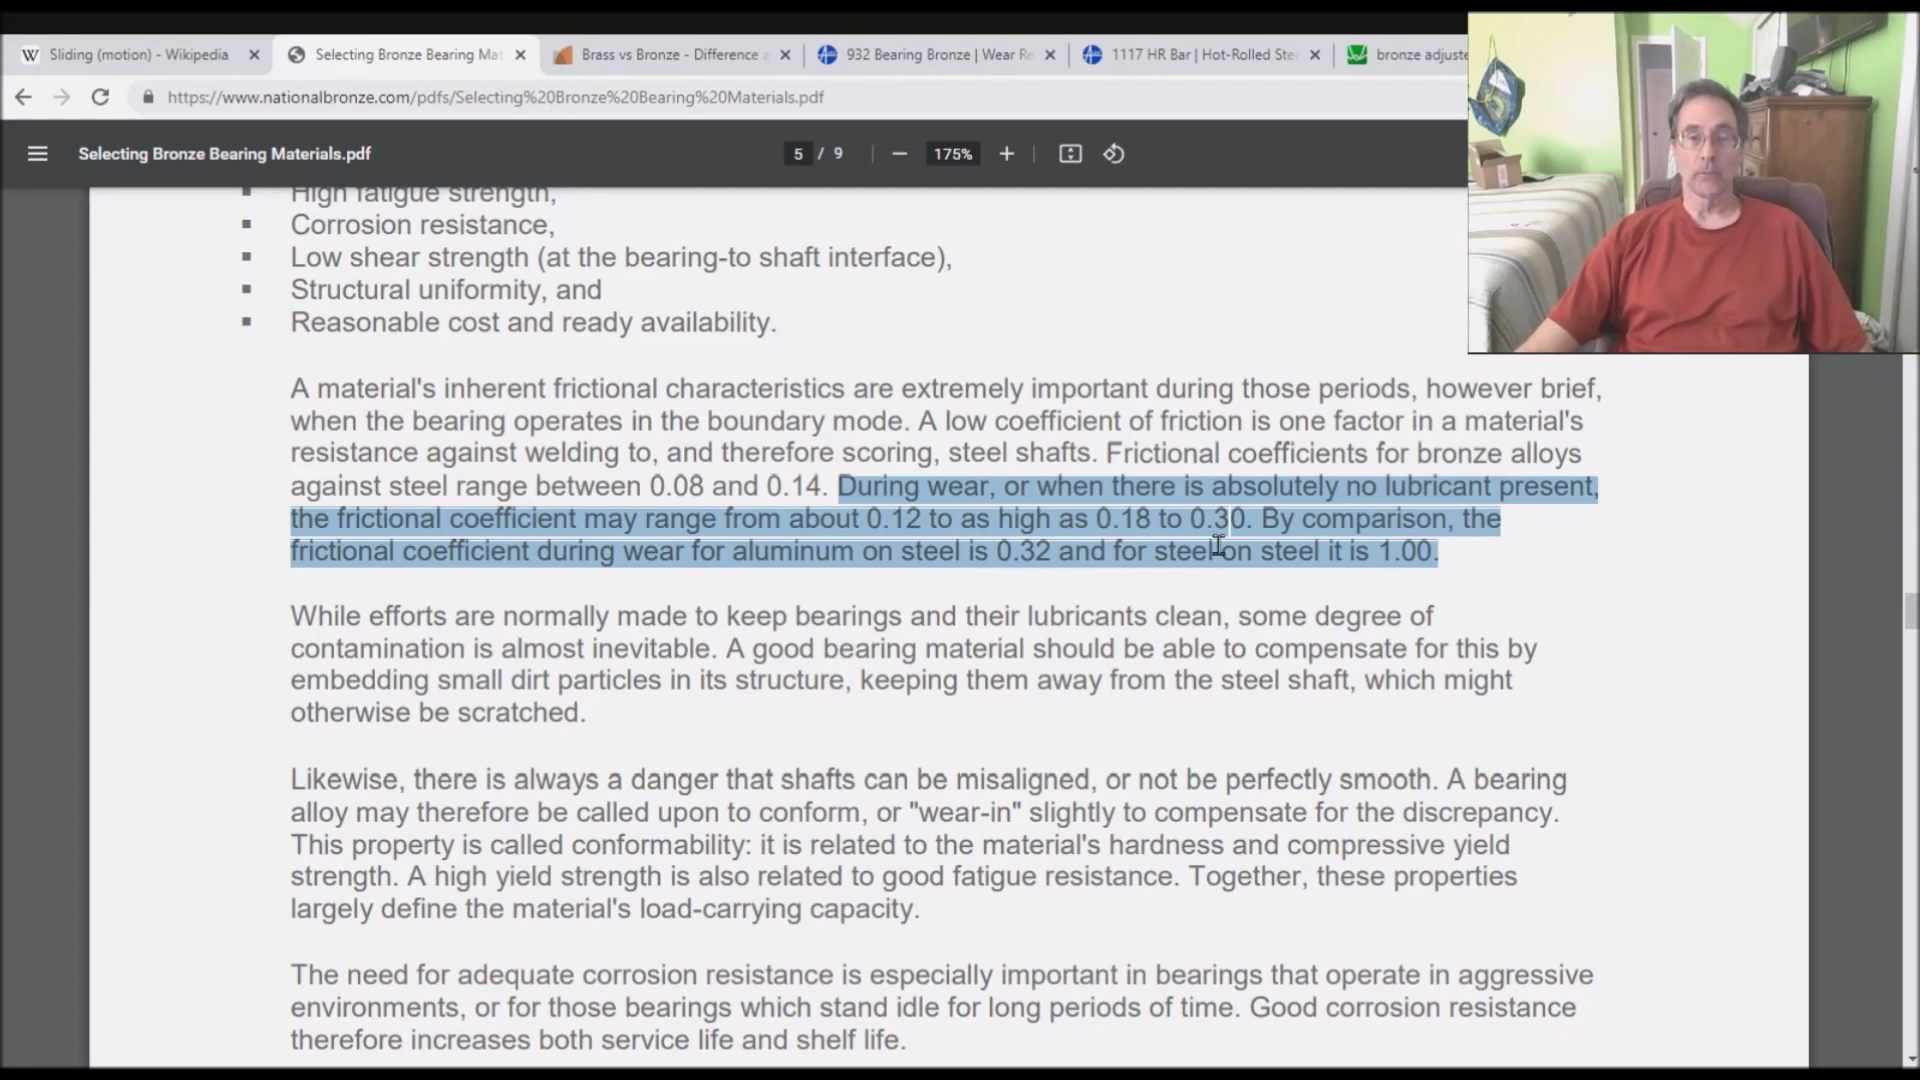 Sliding (motion) - Wikipedia
Selecting Bronze Bearing Mat
Brass vs Bronze - Difference a
932 Bearing Bronze | Wear Re
1117 HR Bar | Hot-Rolled Stee
bronze adjuste
https://www.nationalbronze.com/pdfs/Selecting%20Bronze%20Bearing%20Materials.pdf
Selecting Bronze Bearing Materials.pdf
5 / 9
175%
▪ High fatigue strength,
▪ Corrosion resistance,
▪ Low shear strength (at the bearing-to shaft interface),
▪ Structural uniformity, and
▪ Reasonable cost and ready availability.
A material's inherent frictional characteristics are extremely important during those periods, however brief,
when the bearing operates in the boundary mode. A low coefficient of friction is one factor in a material's
resistance against welding to, and therefore scoring, steel shafts. Frictional coefficients for bronze alloys
against steel range between 0.08 and 0.14. During wear, or when there is absolutely no lubricant present,
the frictional coefficient may range from about 0.12 to as high as 0.18 to 0.30. By comparison, the
frictional coefficient during wear for aluminum on steel is 0.32 and for steel on steel it is 1.00.
While efforts are normally made to keep bearings and their lubricants clean, some degree of
contamination is almost inevitable. A good bearing material should be able to compensate for this by
embedding small dirt particles in its structure, keeping them away from the steel shaft, which might
otherwise be scratched.
Likewise, there is always a danger that shafts can be misaligned, or not be perfectly smooth. A bearing
alloy may therefore be called upon to conform, or "wear-in" slightly to compensate for the discrepancy.
This property is called conformability: it is related to the material's hardness and compressive yield
strength. A high yield strength is also related to good fatigue resistance. Together, these properties
largely define the material's load-carrying capacity.
The need for adequate corrosion resistance is especially important in bearings that operate in aggressive
environments, or for those bearings which stand idle for long periods of time. Good corrosion resistance
therefore increases both service life and shelf life.